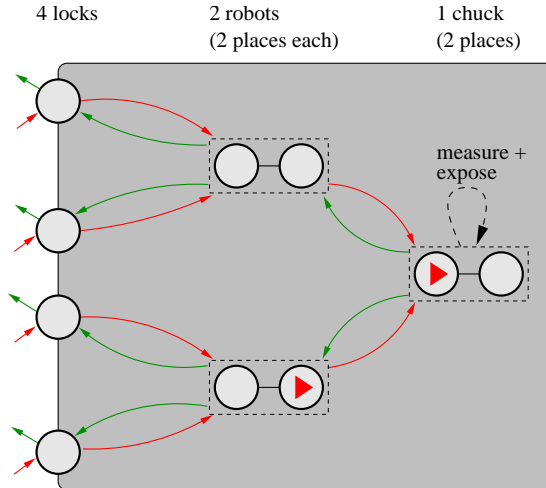 4 locks
2 robots
(2 places each)
1 chuck
(2 places)
measure +
expose